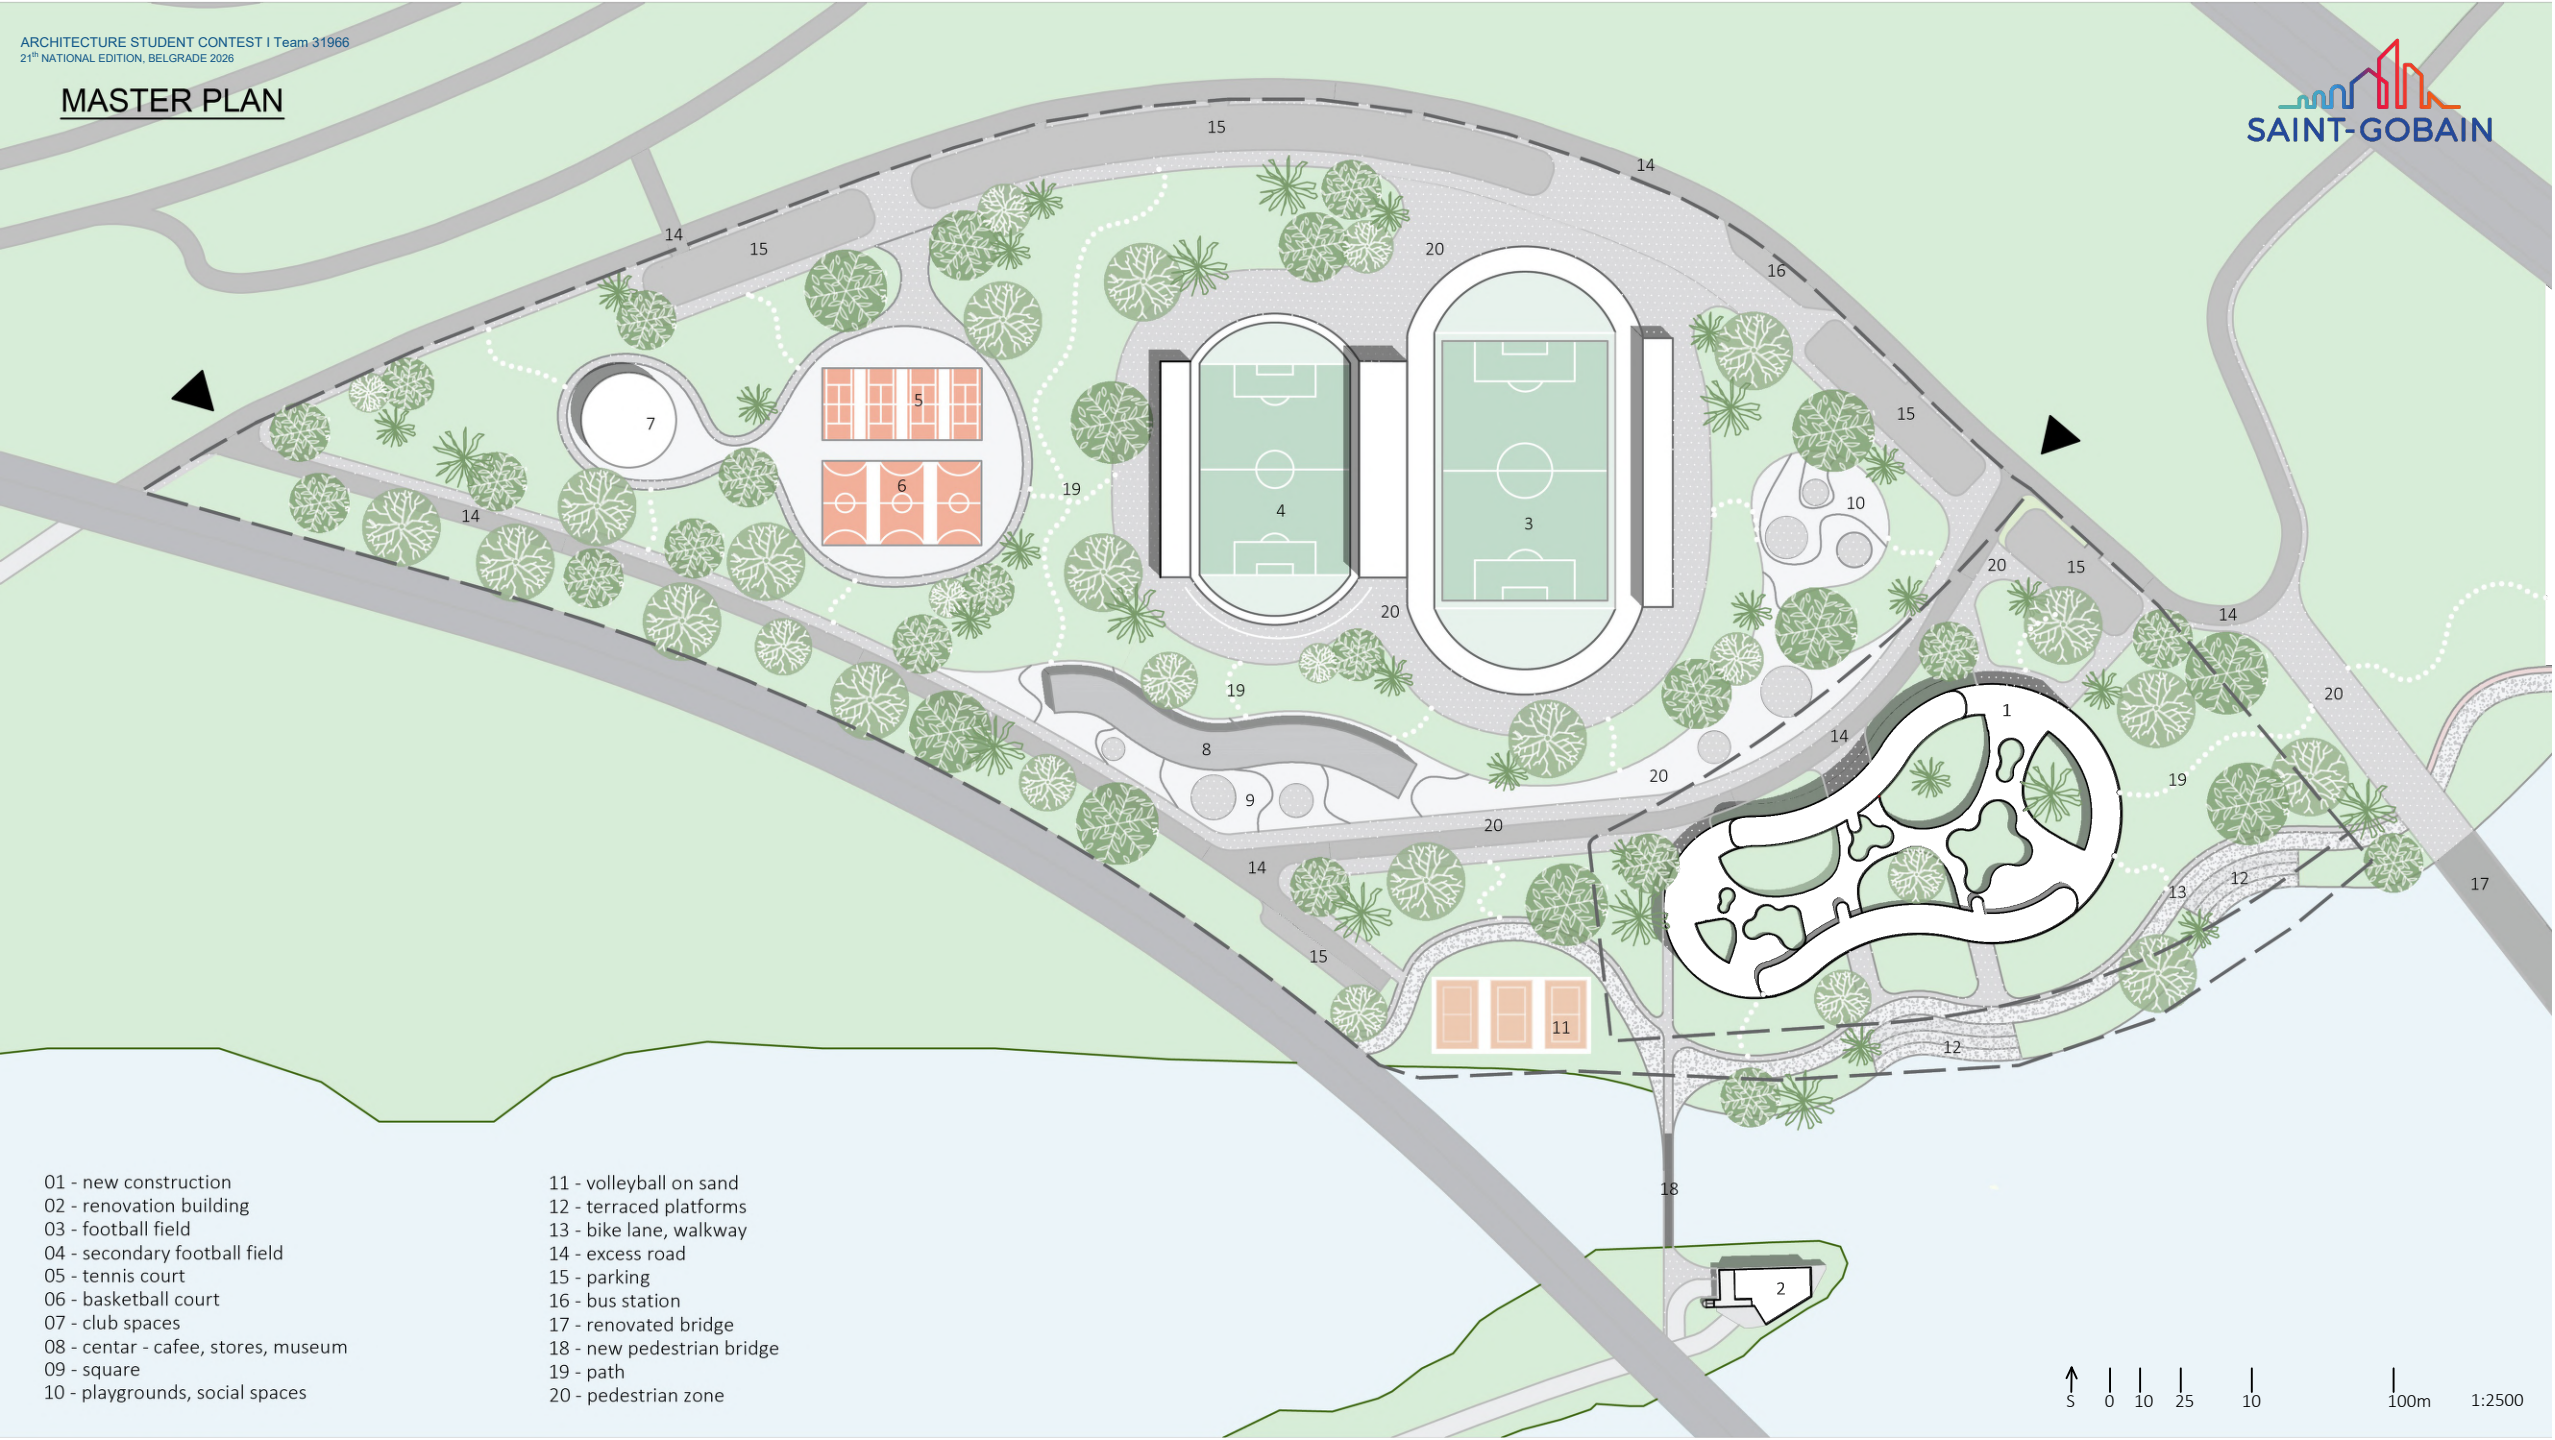 ARCHITECTURE STUDENT CONTEST I Team 31966
21th NATIONAL EDITION, BELGRADE 2026
MASTER PLAN
SAINT-GOBAIN
15
14
14
15
20
16
5
7
15
6
19
10
4
3
14
20
15
20
14
19
20
1
14
8
20
19
9
20
14
12
13
17
15
11
12
18
2
01 - new construction
02 - renovation building
03 - football field
04 - secondary football field
05 - tennis court
06 - basketball court
07 - club spaces
08 - centar - cafee, stores, museum
09 - square
10 - playgrounds, social spaces
11 - volleyball on sand
12 - terraced platforms
13 - bike lane, walkway
14 - excess road
15 - parking
16 - bus station
17 - renovated bridge
18 - new pedestrian bridge
19 - path
20 - pedestrian zone
S 0 10 25 10 100m 1:2500